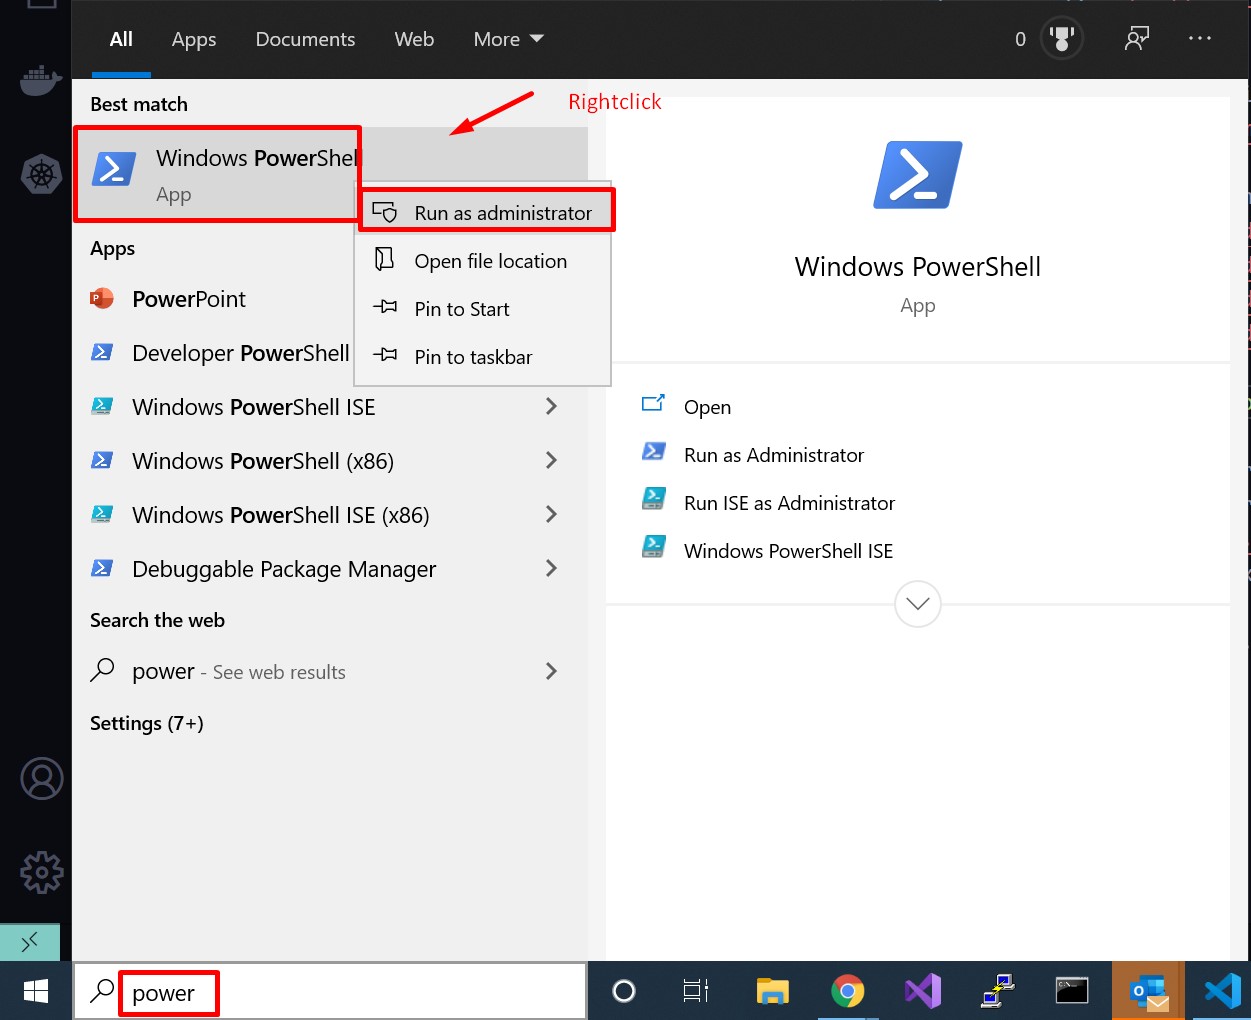 All Apps Documents Web More 0
Best match
Rightclick
Windows PowerShel
App
Run as administrator
Open file location
Pin to Start
Pin to taskbar
Apps
PowerPoint
Developer PowerShell
Windows PowerShell ISE
Windows PowerShell (x86)
Windows PowerShell ISE (x86)
Debuggable Package Manager
Search the web
power - See web results
Settings (7+)
Windows PowerShell
App
Open
Run as Administrator
Run ISE as Administrator
Windows PowerShell ISE
power